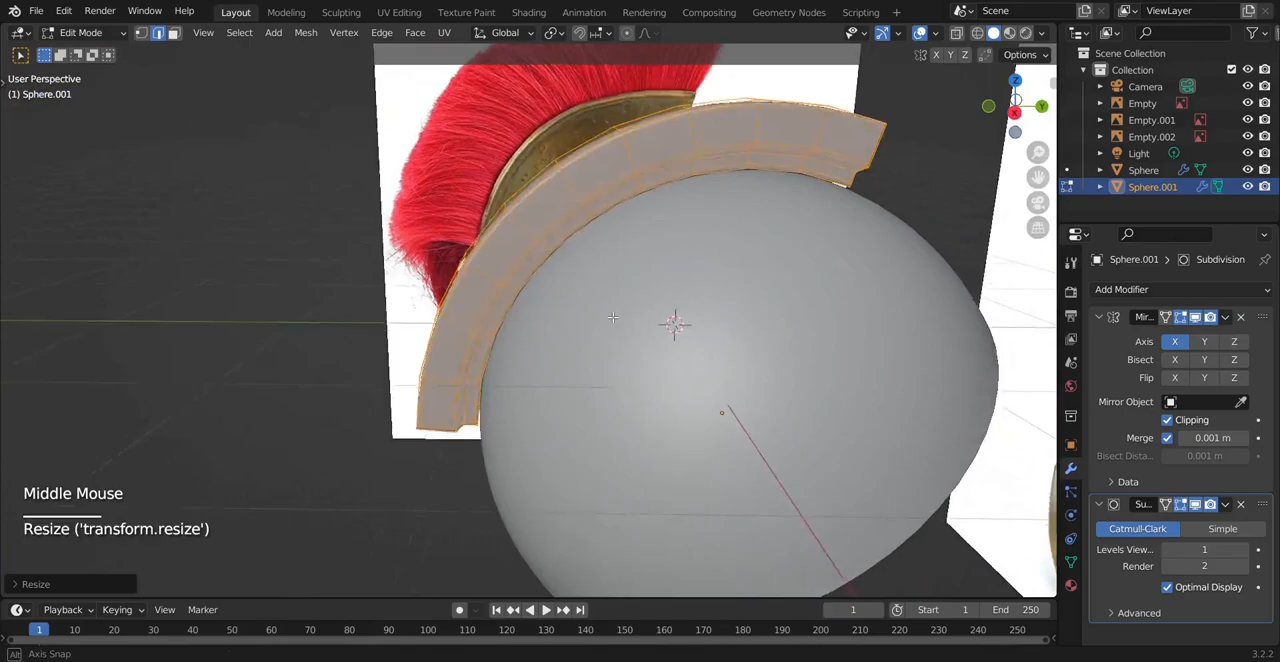 File Edit Render Window Help Layout Modeling Sculpting UV Editing Texture Paint Shading Animation Rendering Compositing Geometry Nodes Scripting + Scene ViewLayer
Edit Mode View Select Add Mesh Vertex Edge Face UV Global
X Y Z Options
User Perspective
(1) Sphere.001
Z
Y
X
Scene Collection
Collection
Camera
Empty
Empty.001
Empty.002
Light
Sphere
Sphere.001
Sphere.001 > Subdivision
Add Modifier
Mir...
Axis X Y Z
Bisect X Y Z
Flip X Y Z
Mirror Object
Clipping
Merge 0.001 m
Bisect Dista... 0.001 m
Data
Su...
Catmull-Clark Simple
Levels View... 1
Render 2
Optimal Display
Advanced
Middle Mouse
Resize ('transform.resize')
Resize
Playback Keying View Marker 1 Start 1 End 250
1 10 20 30 40 50 60 70 80 90 100 110 120 130 140 150 160 170 180 190 200 210 220 230 240 250
Alt Axis Snap 3.2.2